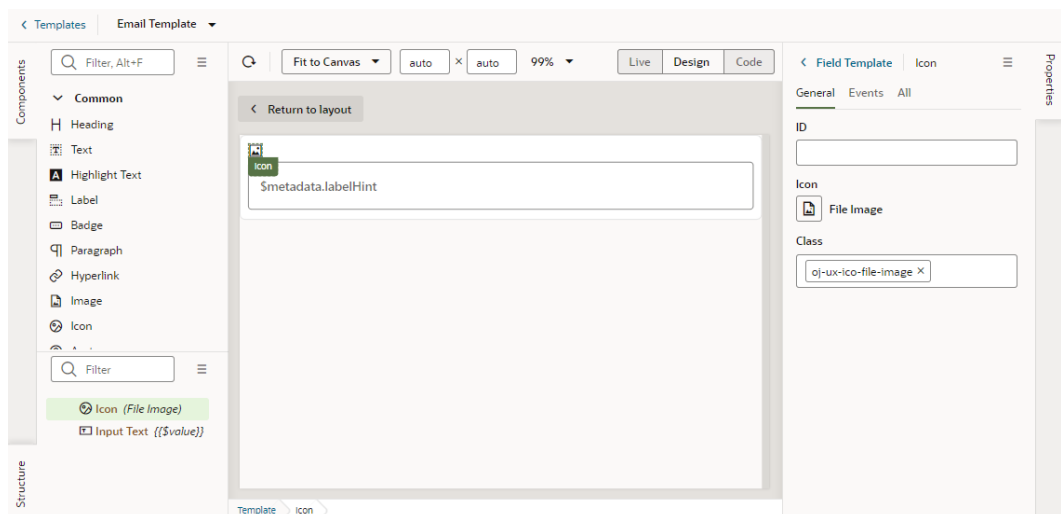 Templates
Email Template
Components
Filter, Alt+F
Common
Heading
Text
Highlight Text
Label
Badge
Paragraph
Hyperlink
Image
Icon
Filter
Icon (File Image)
Input Text {{$value}}
Structure
Fit to Canvas
auto × auto
99%
Live Design Code
Return to layout
Icon
$metadata.labelHint
Template Icon
Field Template Icon
General Events All
ID
Icon
File Image
Class
oj-ux-ico-file-image ×
Properties